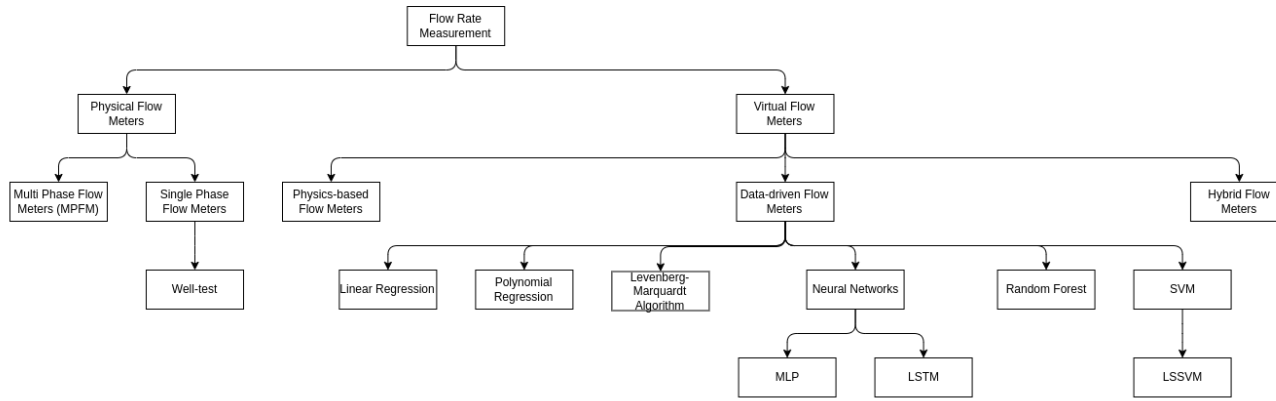 Flow Rate
Measurement
Physical Flow
Meters
Virtual Flow
Meters
Multi Phase Flow
Meters (MPFM)
Single Phase
Flow Meters
Physics-based
Flow Meters
Data-driven Flow
Meters
Hybrid Flow
Meters
Well-test
Linear Regression
Polynomial
Regression
Levenberg-
Marquardt
Algorithm
Neural Networks
Random Forest
SVM
MLP
LSTM
LSSVM